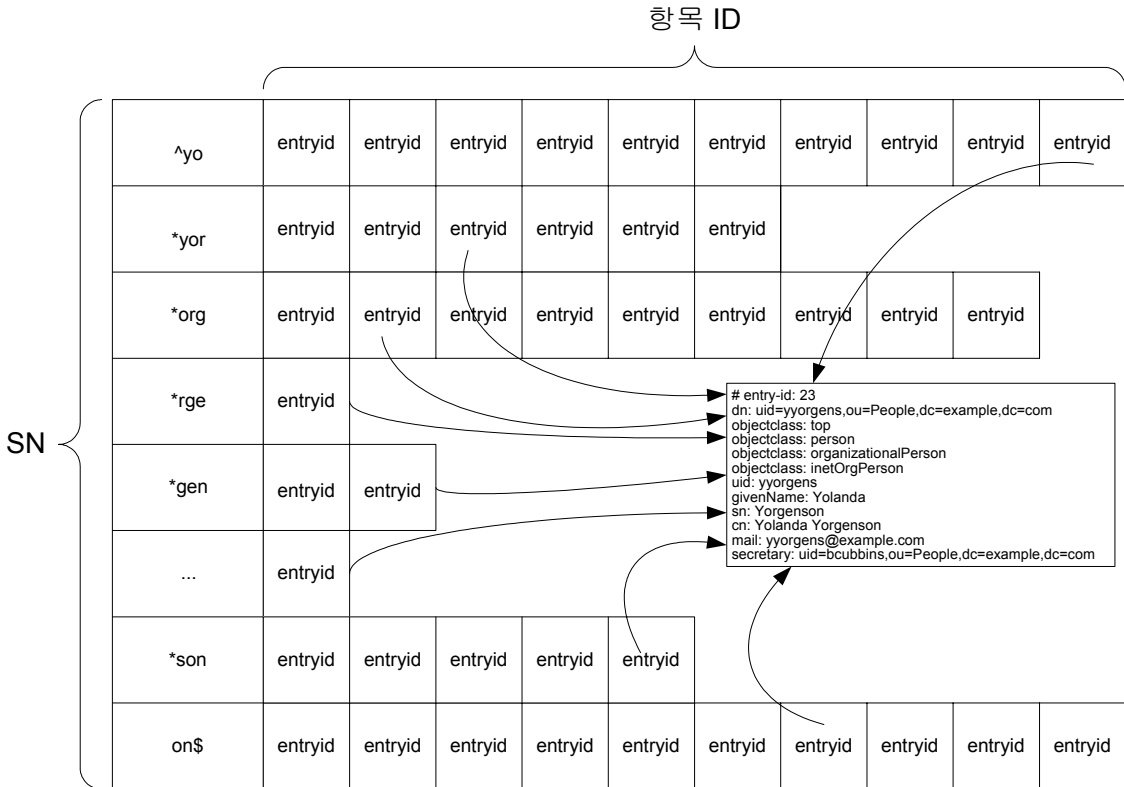 항목 ID
SN
^yo entryid entryid entryid entryid entryid entryid entryid entryid entryid entryid
*yor entryid entryid entryid entryid entryid entryid
*org entryid entryid entryid entryid entryid entryid entryid entryid entryid
*rge entryid
*gen entryid entryid
... entryid
*son entryid entryid entryid entryid entryid
on$ entryid entryid entryid entryid entryid entryid entryid entryid entryid entryid
# entry-id: 23
dn: uid=yyorgens,ou=People,dc=example,dc=com
objectclass: top
objectclass: person
objectclass: organizationalPerson
objectclass: inetOrgPerson
uid: yyorgens
givenName: Yolanda
sn: Yorgenson
cn: Yolanda Yorgenson
mail: yyorgens@example.com
secretary: uid=bcubbins,ou=People,dc=example,dc=com